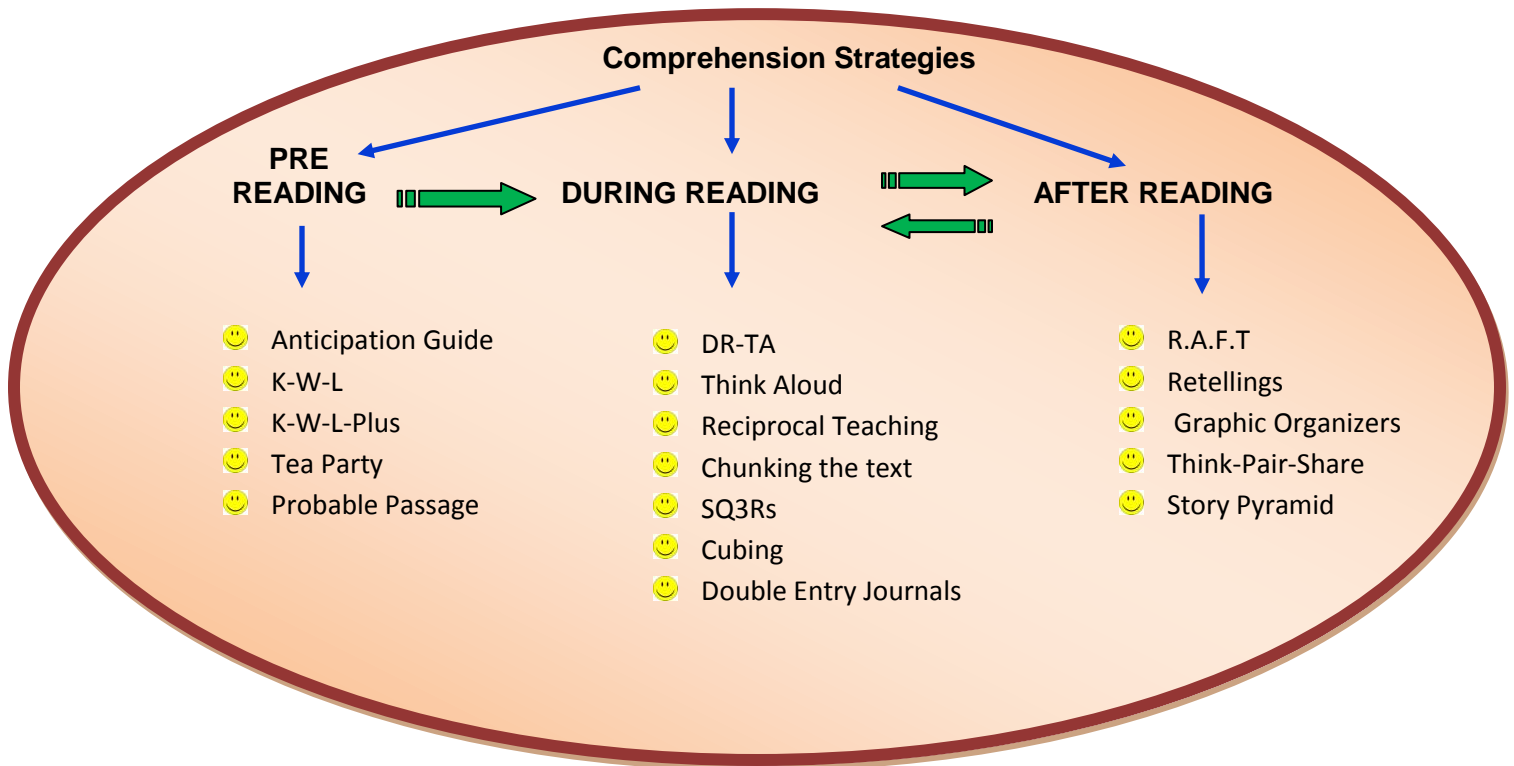 Comprehension Strategies
PRE
READING
DURING READING
AFTER READING
Anticipation Guide
K-W-L
K-W-L-Plus
Tea Party
Probable Passage
DR-TA
Think Aloud
Reciprocal Teaching
Chunking the text
SQ3Rs
Cubing
Double Entry Journals
R.A.F.T
Retellings
Graphic Organizers
Think-Pair-Share
Story Pyramid